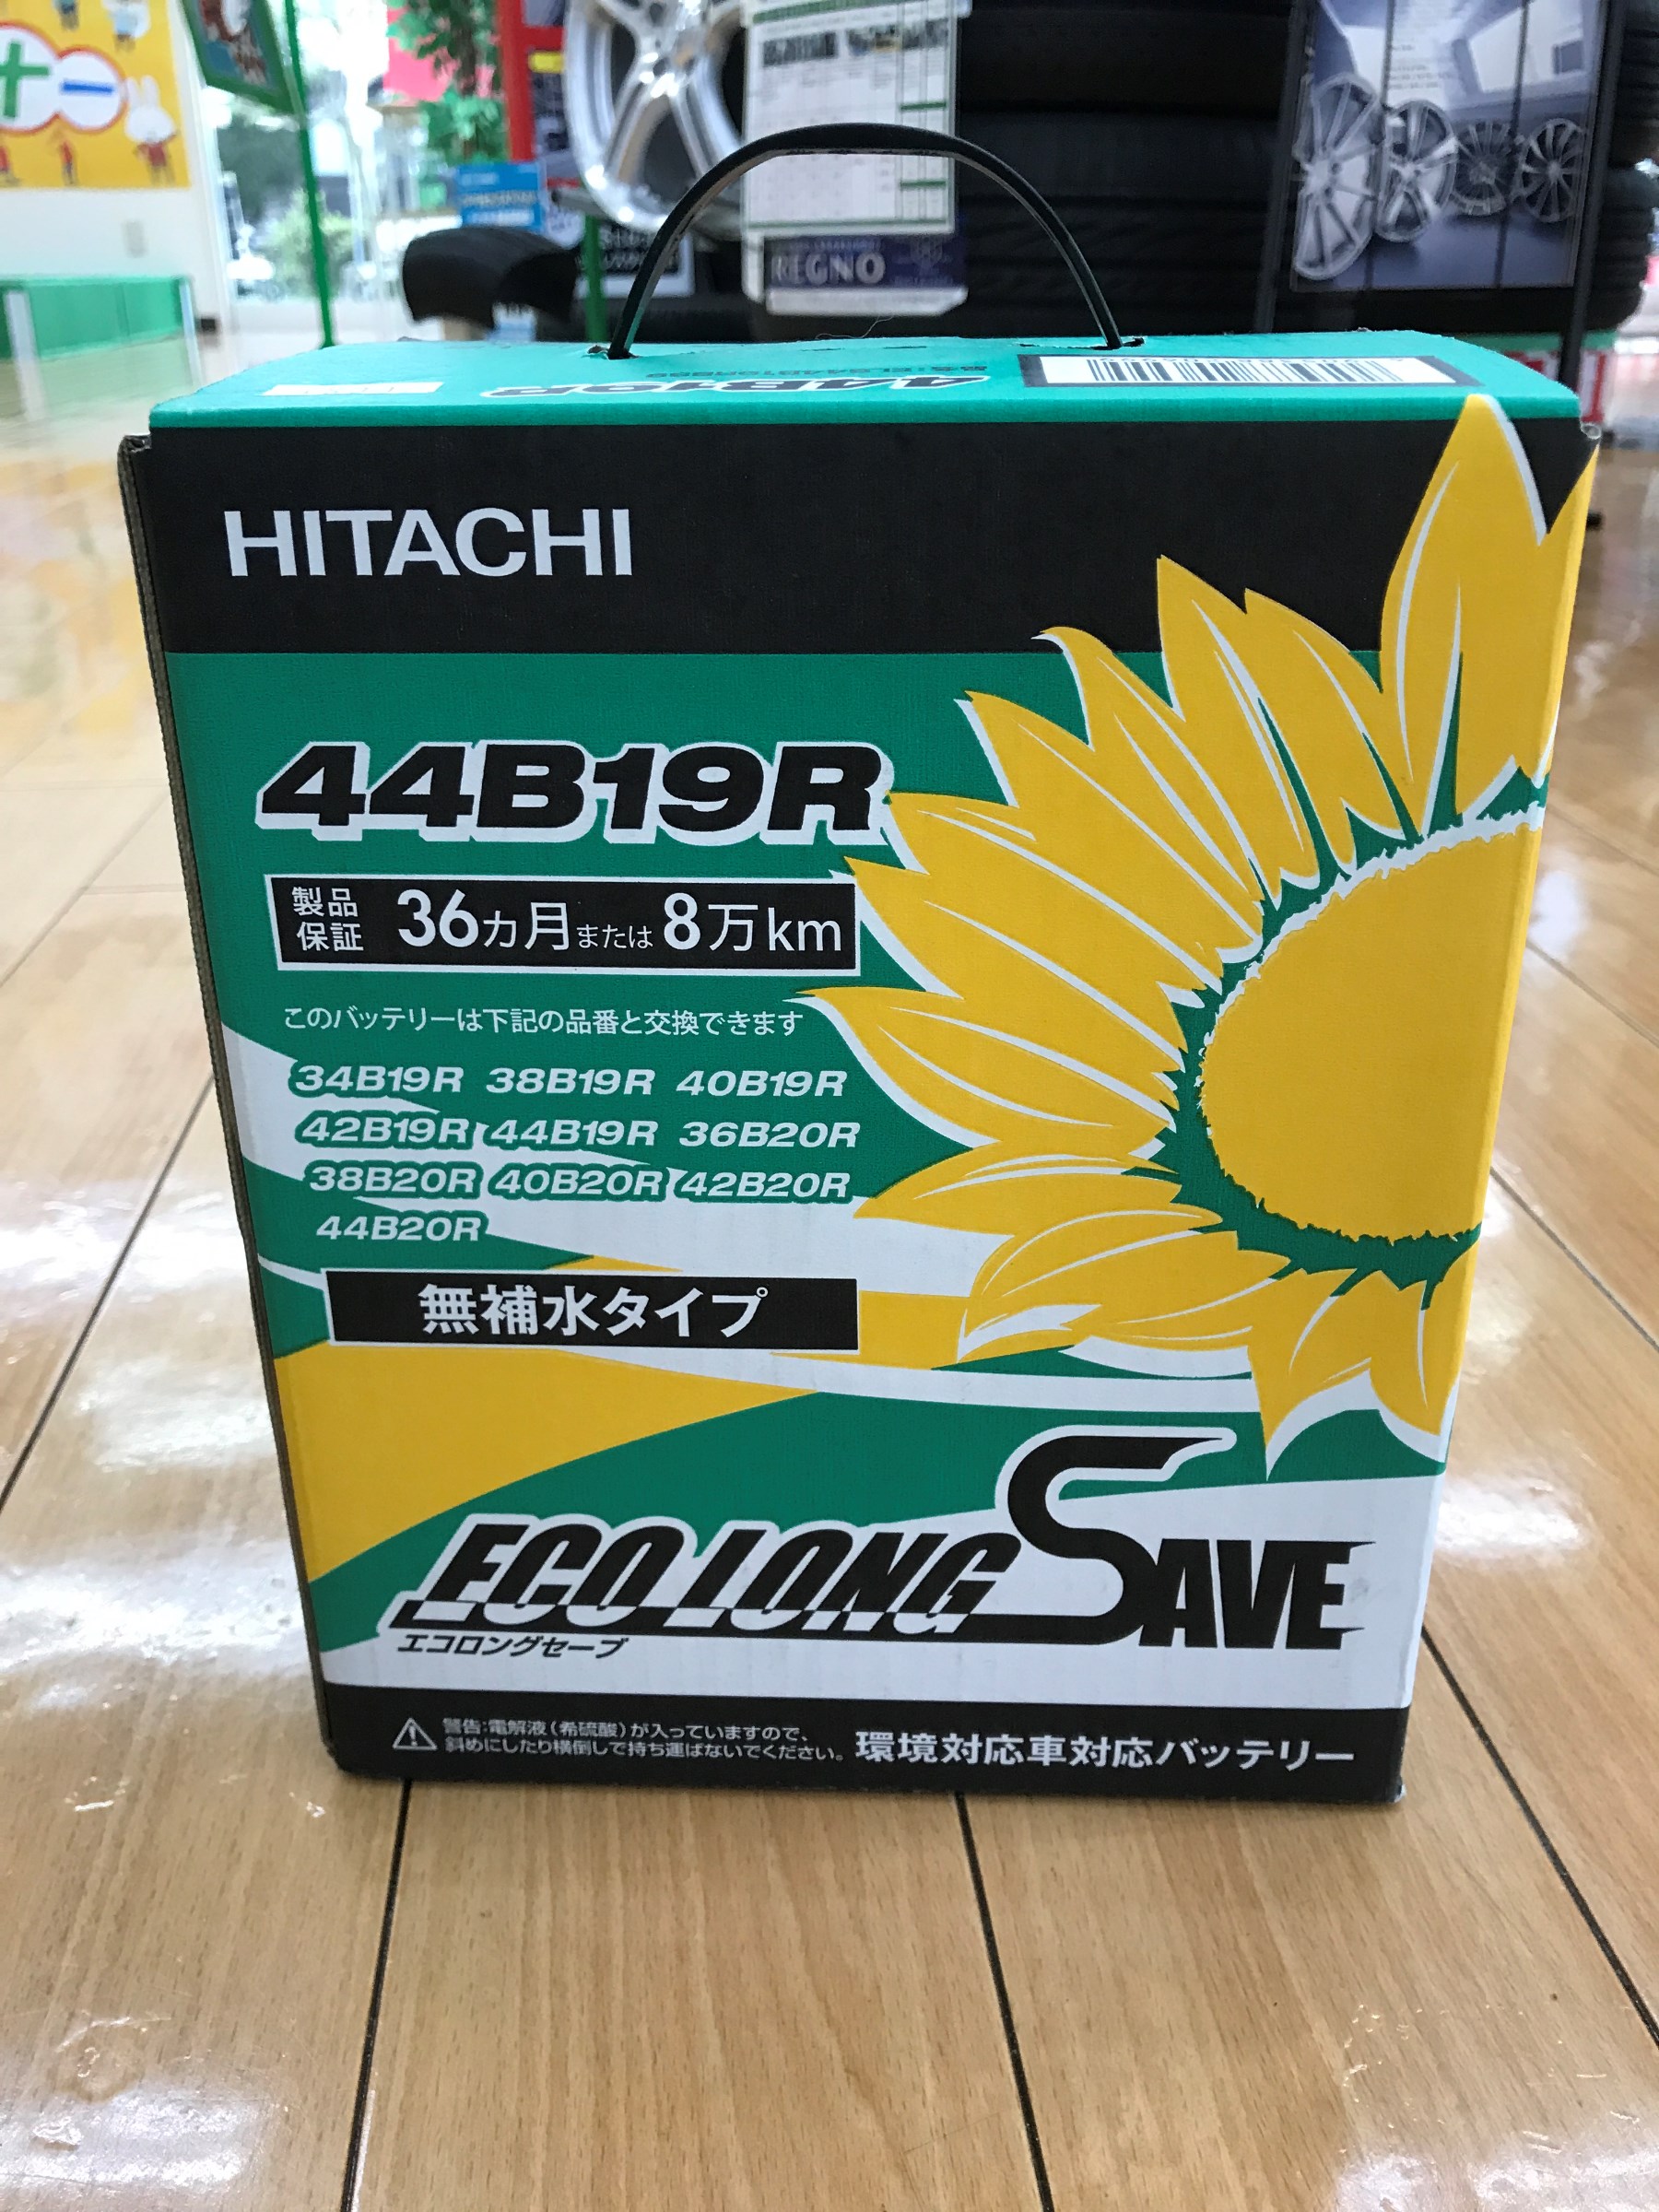 REGNO
44B19R
HITACHI
44B19R
製品保証 36カ月または8万km
このバッテリーは下記の品番と交換できます
34B19R 38B19R 40B19R
42B19R 44B19R 36B20R
38B20R 40B20R 42B20R
44B20R
無補水タイプ
ECO LONG SAVE
エコロングセーブ
警告:電解液(希硫酸)が入っていますので、
斜めにしたり横倒しで持ち運ばないでください。
環境対応車対応バッテリー